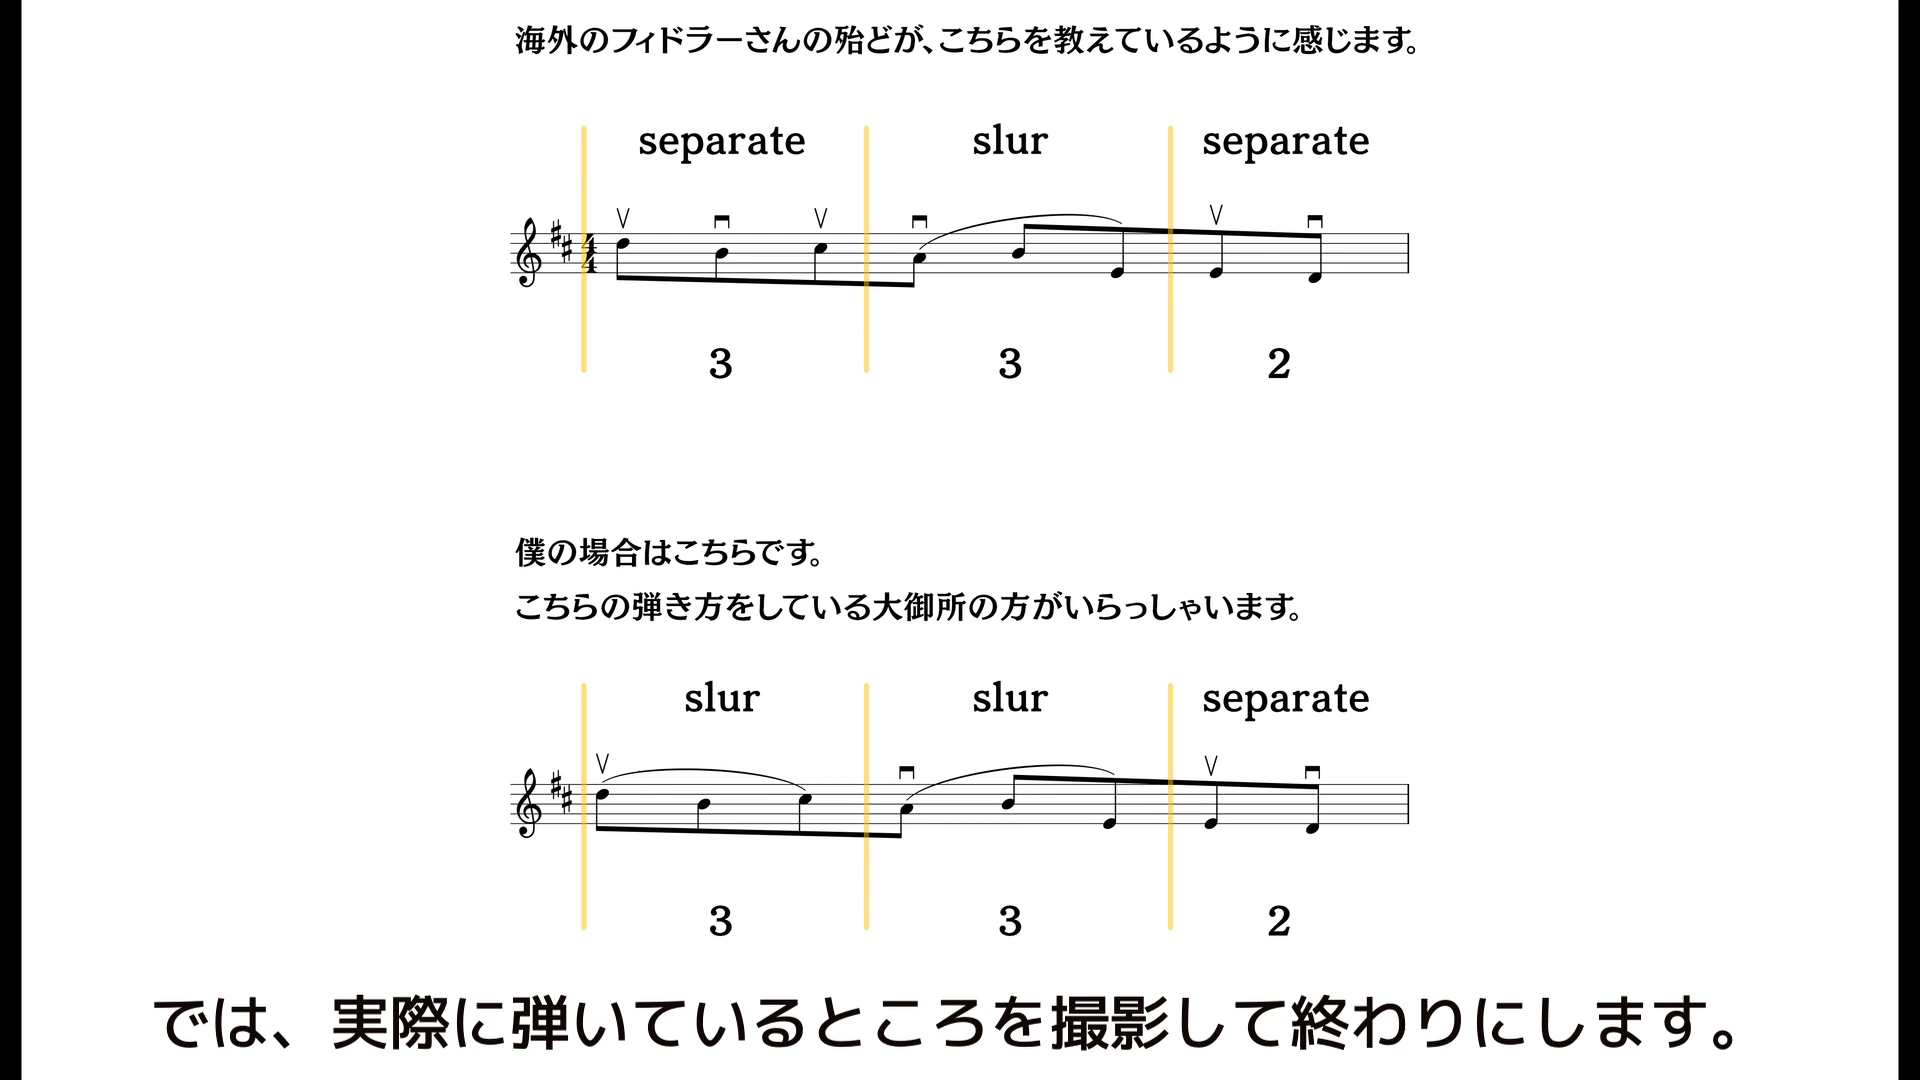 海外のフィドラーさんの殆どが、こちらを教えているように感じます。
separate slur separate
4
4
3 3 2
僕の場合はこちらです。
こちらの弾き方をしている大御所の方がいらっしゃいます。
slur slur separate
3 3 2
では、実際に弾いているところを撮影して終わりにします。